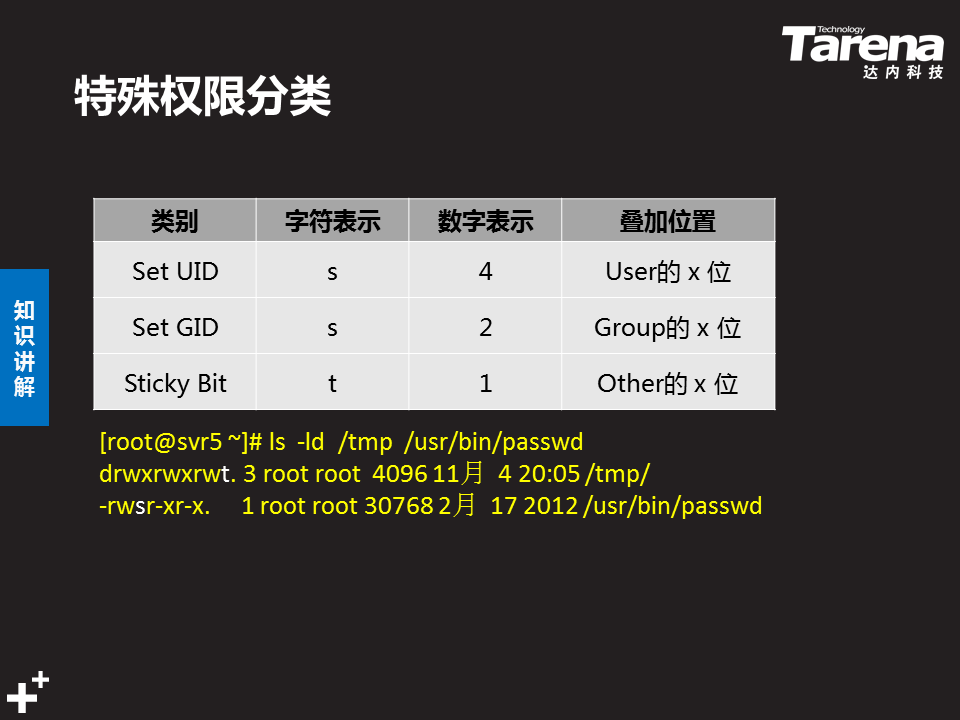 Technology
Tarena
达内科技
特殊权限分类
类别 字符表示 数字表示 叠加位置
Set UID s 4 User的 x 位
Set GID s 2 Group的 x 位
Sticky Bit t 1 Other的 x 位
知识讲解
[root@svr5 ~]# ls -ld /tmp /usr/bin/passwd
drwxrwxrwt. 3 root root 4096 11月 4 20:05 /tmp/
-rwsr-xr-x. 1 root root 30768 2月 17 2012 /usr/bin/passwd